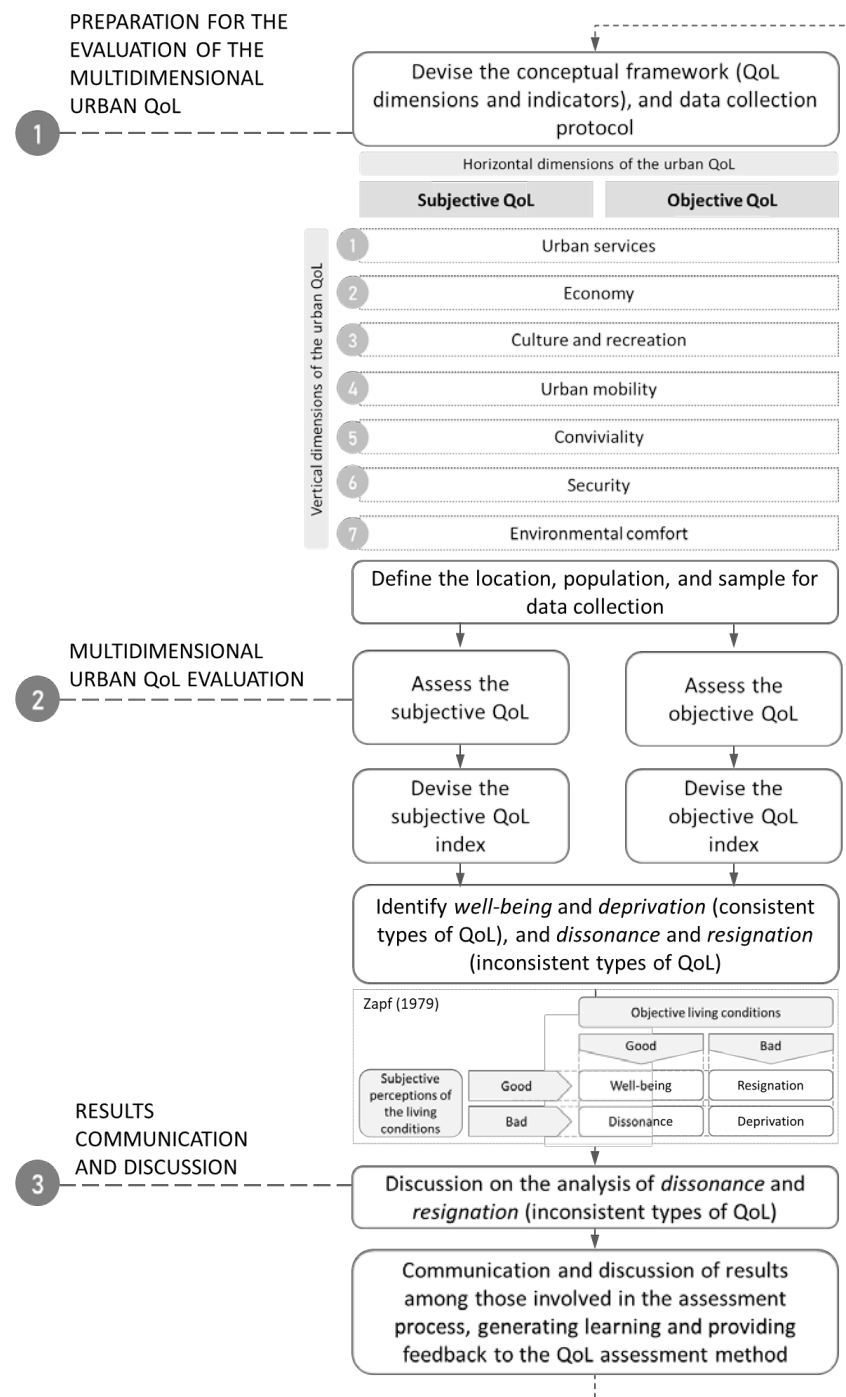 PREPARATION FOR THE
EVALUATION OF THE
MULTIDIMENSIONAL
URBAN QoL
1
Devise the conceptual framework (QoL
dimensions and indicators), and data collection
protocol
Horizontal dimensions of the urban QoL
Subjective QoL
Objective QoL
Vertical dimensions of the urban QoL
1
Urban services
2
Economy
3
Culture and recreation
4
Urban mobility
5
Conviviality
6
Security
7
Environmental comfort
Define the location, population, and sample for
data collection
MULTIDIMENSIONAL
URBAN QoL EVALUATION
2
Assess the
subjective QoL
Assess the
objective QoL
Devise the
subjective QoL
index
Devise the
objective QoL
index
Identify well-being and deprivation (consistent
types of QoL), and dissonance and resignation
(inconsistent types of QoL)
Zapf (1979)
Objective living conditions
Good
Bad
Subjective
perceptions of
the living
conditions
Good
Well-being
Resignation
Bad
Dissonance
Deprivation
RESULTS
COMMUNICATION
AND DISCUSSION
3
Discussion on the analysis of dissonance and
resignation (inconsistent types of QoL)
Communication and discussion of results
among those involved in the assessment
process, generating learning and providing
feedback to the QoL assessment method